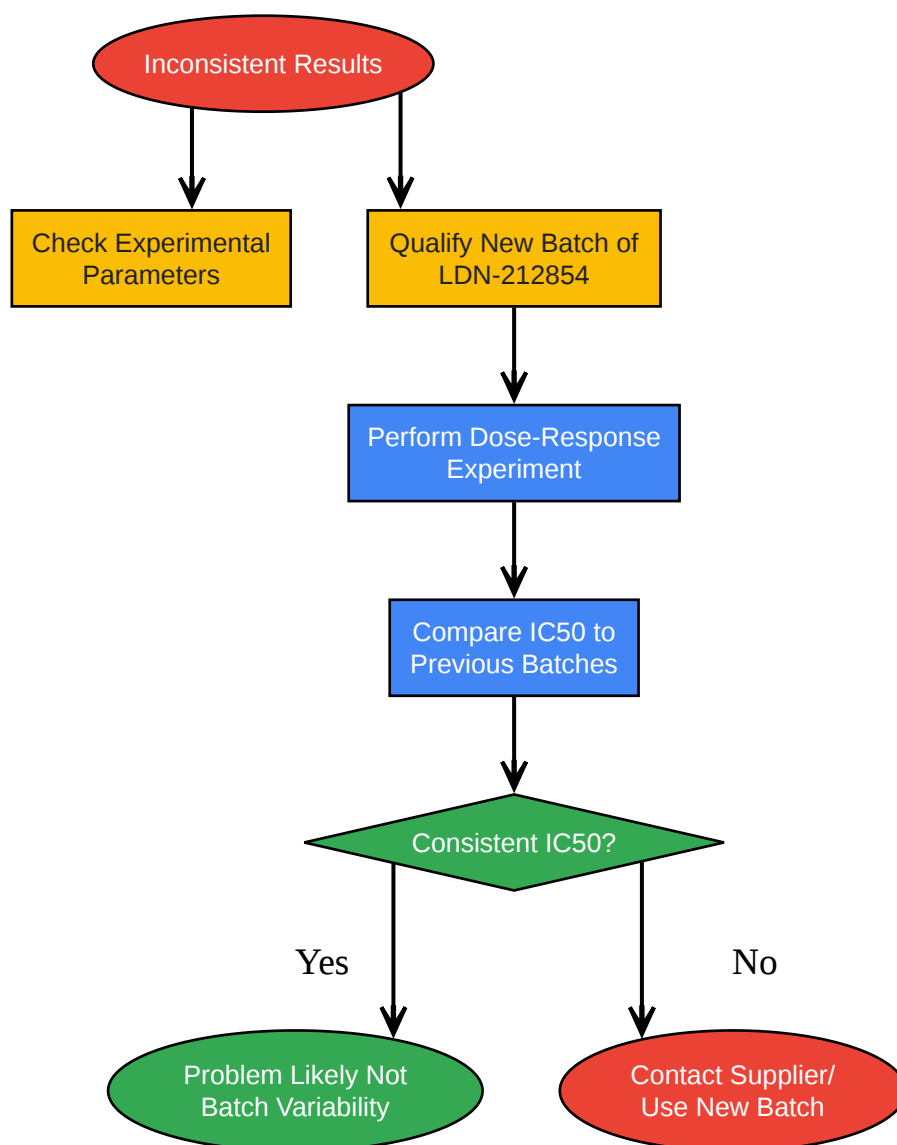 Inconsistent Results
Check Experimental
Parameters
Qualify New Batch of
LDN-212854
Perform Dose-Response
Experiment
Compare IC50 to
Previous Batches
Consistent IC50?
Yes
No
Problem Likely Not
Batch Variability
Contact Supplier/
Use New Batch